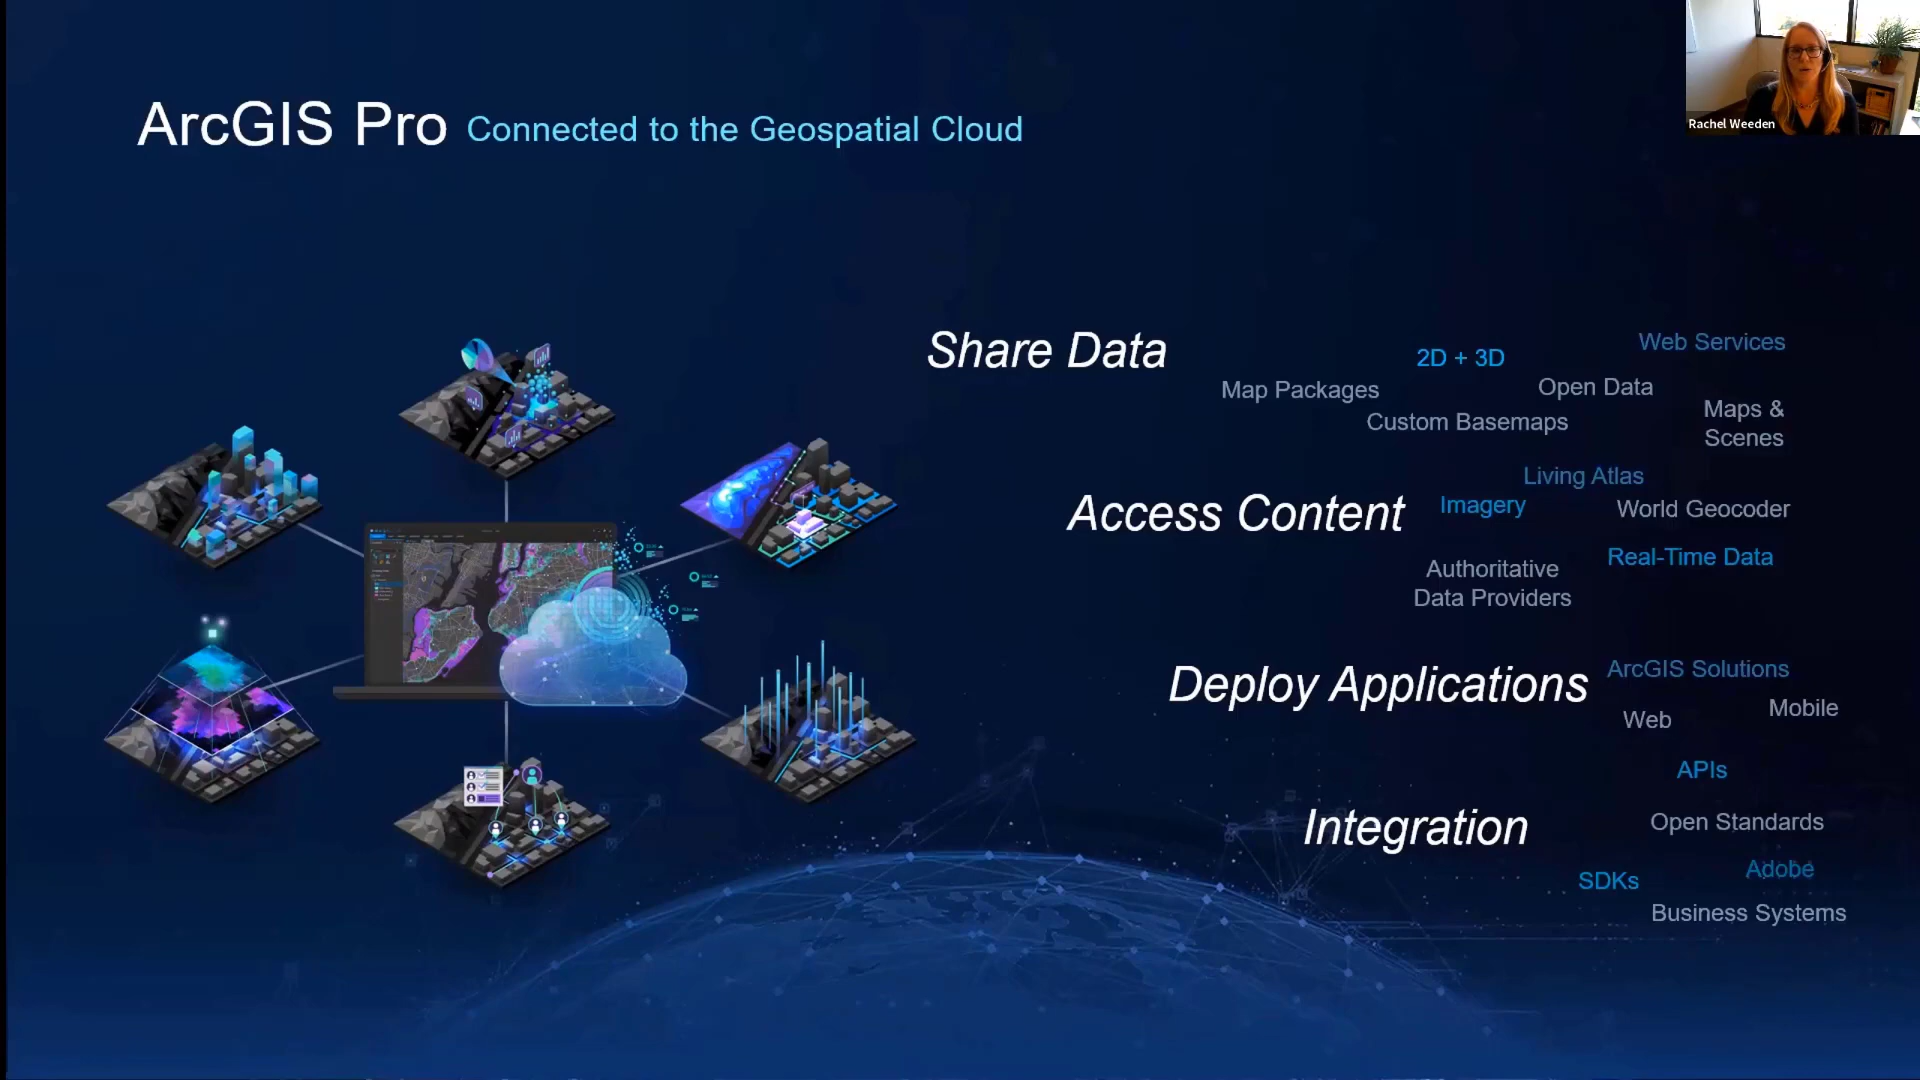 ArcGIS Pro Connected to the Geospatial Cloud
Rachel Weeden
Share Data
2D + 3D
Web Services
Map Packages
Open Data
Custom Basemaps
Maps &
Scenes
Access Content
Living Atlas
Imagery
World Geocoder
Real-Time Data
Authoritative
Data Providers
Deploy Applications
ArcGIS Solutions
Web
Mobile
Integration
APIs
Open Standards
SDKs
Adobe
Business Systems